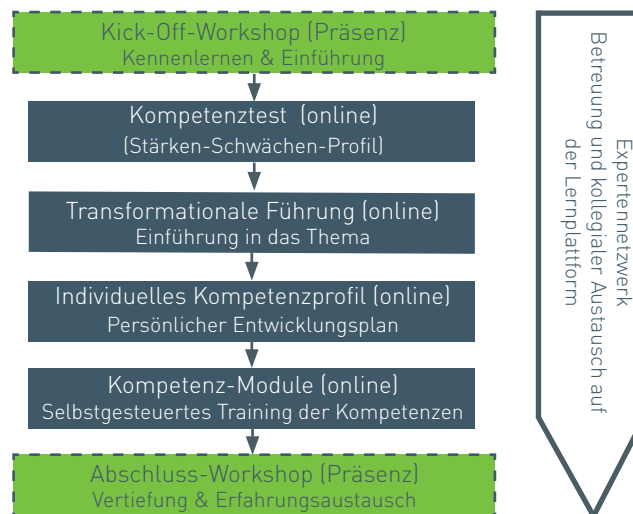 Kick-Off-Workshop (Präsenz)
Kennenlernen & Einführung
Kompetenztest (online)
(Stärken-Schwächen-Profil)
Transformationale Führung (online)
Einführung in das Thema
Individuelles Kompetenzprofil (online)
Persönlicher Entwicklungsplan
Kompetenz-Module (online)
Selbstgesteuertes Training der Kompetenzen
Abschluss-Workshop (Präsenz)
Vertiefung & Erfahrungsaustausch
Expertennetzwerk
Betreuung und kollegialer Austausch auf
der Lernplattform